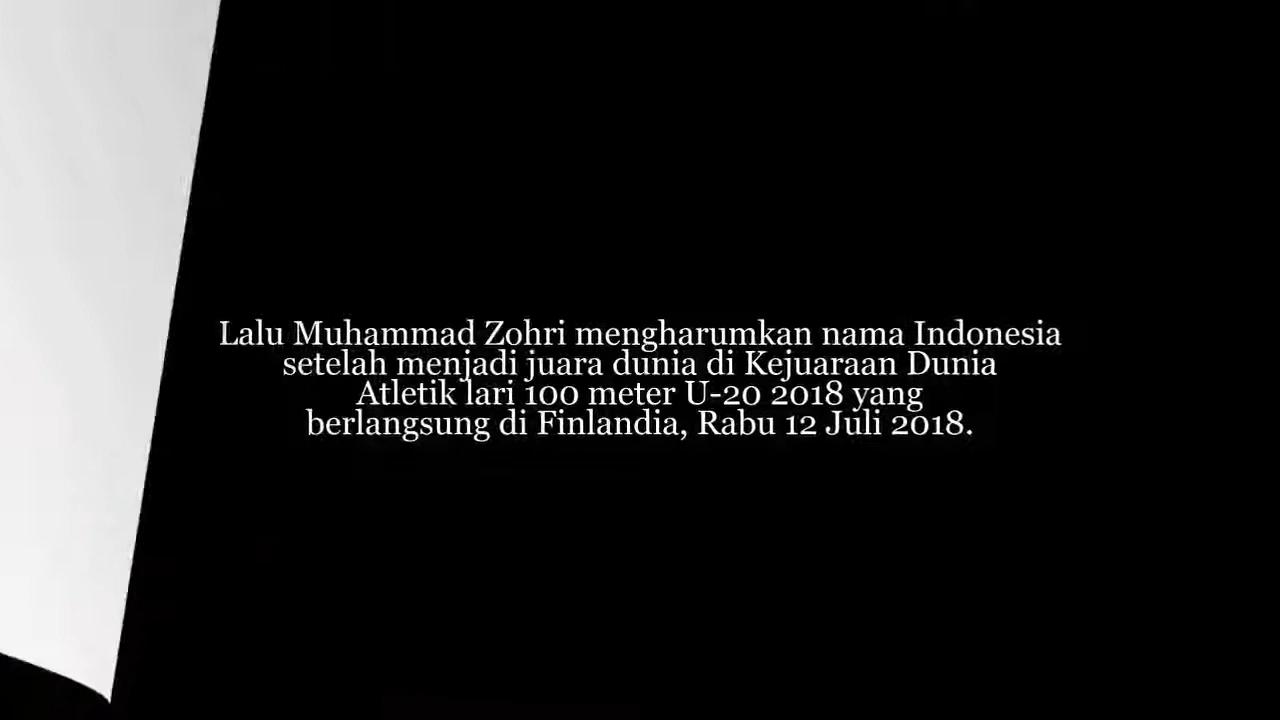 Lalu Muhammad Zohri mengharumkan nama Indonesia
setelah menjadi juara dunia di Kejuaraan Dunia
Atletik lari 100 meter U-20 2018 yang
berlangsung di Finlandia, Rabu 12 Juli 2018.